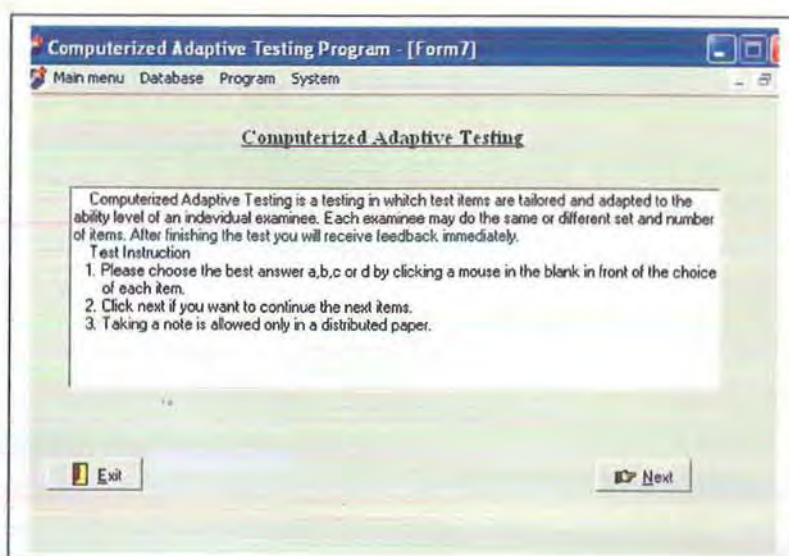 Computerized Adaptive Testing Program - [Form7]
Main menu Database Program System
Computerized Adaptive Testing
Computerized Adaptive Testing is a testing in whitch test items are tailored and adapted to the
ability level of an indevidual examinee. Each examinee may do the same or different set and number
of items. After finishing the test you will receive feedback immediately.
Test Instruction
1. Please choose the best answer a,b,c or d by clicking a mouse in the blank in front of the choice
of each item.
2. Click next if you want to continue the next items.
3. Taking a note is allowed only in a distributed paper.
Exit
Next